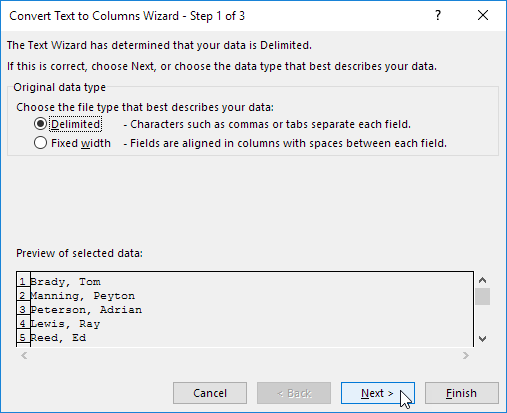 Convert Text to Columns Wizard - Step 1 of 3 ?
The Text Wizard has determined that your data is Delimited.
If this is correct, choose Next, or choose the data type that best describes your data.
Original data type
Choose the file type that best describes your data:
Delimited - Characters such as commas or tabs separate each field.
Fixed width - Fields are aligned in columns with spaces between each field.
Preview of selected data:
1 Brady, Tom
2 Manning, Peyton
3 Peterson, Adrian
4 Lewis, Ray
5 Reed, Ed
Cancel < Back Next > Finish